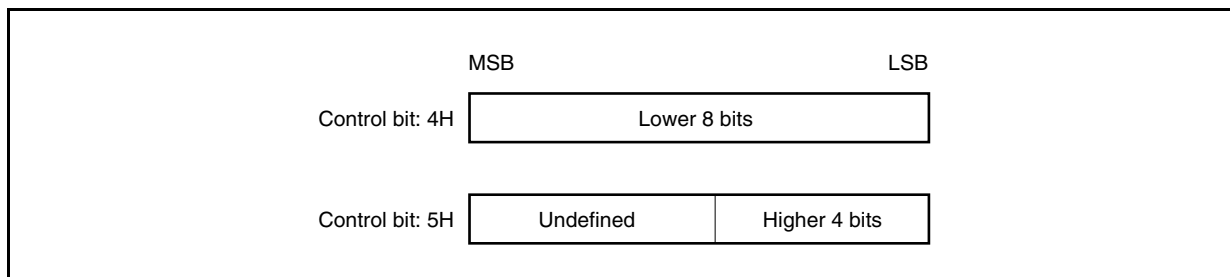 MSB LSB
Control bit: 4H Lower 8 bits
Control bit: 5H Undefined Higher 4 bits